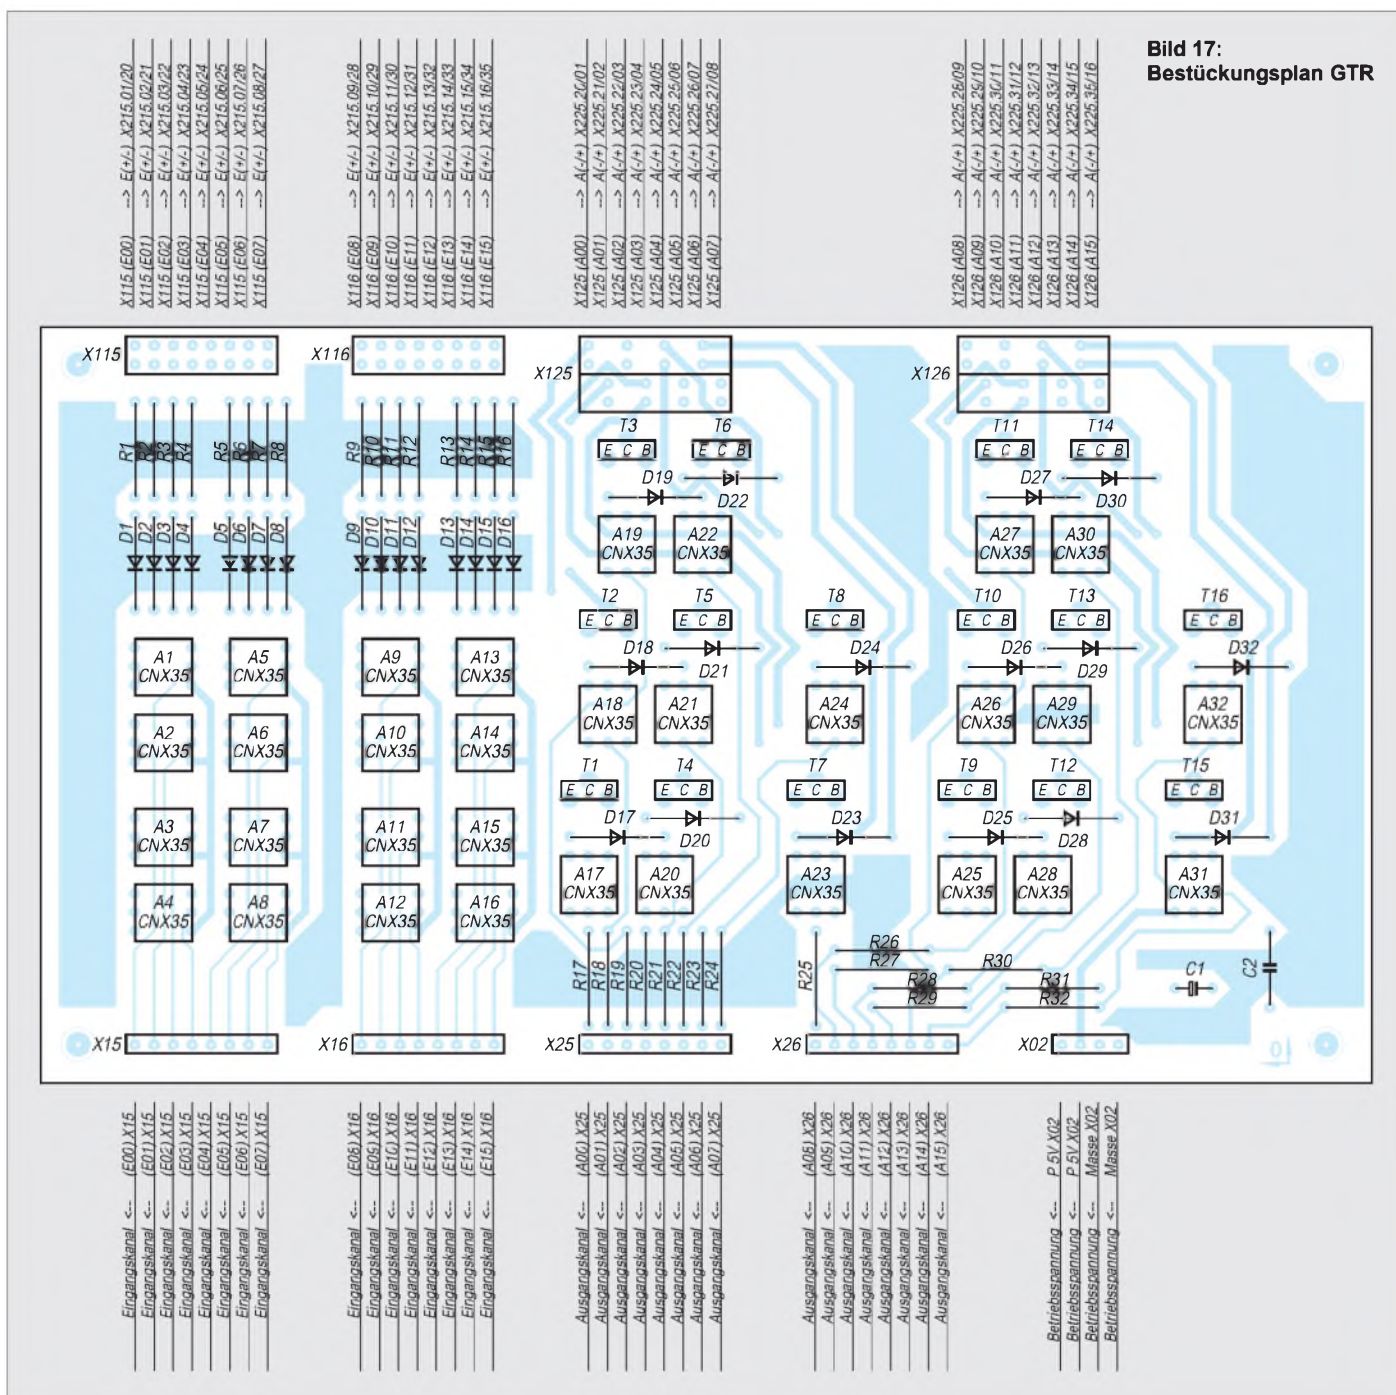 Bild 17:
Bestückungsplan GTR
X115 (E00) ---> E(+/-) X215.01/20
X115 (E01) ---> E(+/-) X215.02/21
X115 (E02) ---> E(+/-) X215.03/22
X115 (E03) ---> E(+/-) X215.04/23
X115 (E04) ---> E(+/-) X215.05/24
X115 (E05) ---> E(+/-) X215.06/25
X115 (E06) ---> E(+/-) X215.07/26
X115 (E07) ---> E(+/-) X215.08/27
X116 (E08) ---> E(+/-) X215.09/28
X116 (E09) ---> E(+/-) X215.10/29
X116 (E10) ---> E(+/-) X215.11/30
X116 (E11) ---> E(+/-) X215.12/31
X116 (E12) ---> E(+/-) X215.13/32
X116 (E13) ---> E(+/-) X215.14/33
X116 (E14) ---> E(+/-) X215.15/34
X116 (E15) ---> E(+/-) X215.16/35
X125 (A00) ---> A(-/+) X225.20/01
X125 (A01) ---> A(-/+) X225.21/02
X125 (A02) ---> A(-/+) X225.22/03
X125 (A03) ---> A(-/+) X225.23/04
X125 (A04) ---> A(-/+) X225.24/05
X125 (A05) ---> A(-/+) X225.25/06
X125 (A06) ---> A(-/+) X225.26/07
X125 (A07) ---> A(-/+) X225.27/08
X126 (A08) ---> A(-/+) X225.28/09
X126 (A09) ---> A(-/+) X225.29/10
X126 (A10) ---> A(-/+) X225.30/11
X126 (A11) ---> A(-/+) X225.31/12
X126 (A12) ---> A(-/+) X225.32/13
X126 (A13) ---> A(-/+) X225.33/14
X126 (A14) ---> A(-/+) X225.34/15
X126 (A15) ---> A(-/+) X225.35/16
X115 X116 X125 X126
T3 T6 T11 T14
E C B E C B E C B E C B
R1 R2 R3 R4 R5 R6 R7 R8 R9 R10 R11 R12 R13 R14 R15 R16
D19 D22 D27 D30
D1 D2 D3 D4 D5 D6 D7 D8 D9 D10 D11 D12 D13 D14 D15 D16
A19 A22 A27 A30
CNX35 CNX35 CNX35 CNX35
T2 T5 T8 T10 T13 T16
E C B E C B E C B E C B E C B E C B
D18 D21 D24 D26 D29 D32
A1 A5 A9 A13
CNX35 CNX35 CNX35 CNX35
A18 A21 A24 A26 A29 A32
CNX35 CNX35 CNX35 CNX35 CNX35 CNX35
A2 A6 A10 A14
CNX35 CNX35 CNX35 CNX35
T1 T4 T7 T9 T12 T15
E C B E C B E C B E C B E C B E C B
D17 D20 D23 D25 D28 D31
A3 A7 A11 A15
CNX35 CNX35 CNX35 CNX35
A17 A20 A23 A25 A28 A31
CNX35 CNX35 CNX35 CNX35 CNX35 CNX35
A4 A8 A12 A16
CNX35 CNX35 CNX35 CNX35
R17 R18 R19 R20 R21 R22 R23 R24 R25
R26
R27 R30
R28 R31
R29 R32
C1 C2
X15 X16 X25 X26 X02
Eingangskanal <-- (E00) X15
Eingangskanal <-- (E01) X15
Eingangskanal <-- (E02) X15
Eingangskanal <-- (E03) X15
Eingangskanal <-- (E04) X15
Eingangskanal <-- (E05) X15
Eingangskanal <-- (E06) X15
Eingangskanal <-- (E07) X15
Eingangskanal <-- (E08) X16
Eingangskanal <-- (E09) X16
Eingangskanal <-- (E10) X16
Eingangskanal <-- (E11) X16
Eingangskanal <-- (E12) X16
Eingangskanal <-- (E13) X16
Eingangskanal <-- (E14) X16
Eingangskanal <-- (E15) X16
Ausgangskanal <-- (A00) X25
Ausgangskanal <-- (A01) X25
Ausgangskanal <-- (A02) X25
Ausgangskanal <-- (A03) X25
Ausgangskanal <-- (A04) X25
Ausgangskanal <-- (A05) X25
Ausgangskanal <-- (A06) X25
Ausgangskanal <-- (A07) X25
Ausgangskanal <-- (A08) X26
Ausgangskanal <-- (A09) X26
Ausgangskanal <-- (A10) X26
Ausgangskanal <-- (A11) X26
Ausgangskanal <-- (A12) X26
Ausgangskanal <-- (A13) X26
Ausgangskanal <-- (A14) X26
Ausgangskanal <-- (A15) X26
Betriebsspannung <-- P 5V X02
Betriebsspannung <-- P 5V X02
Betriebsspannung <-- Masse X02
Betriebsspannung <-- Masse X02